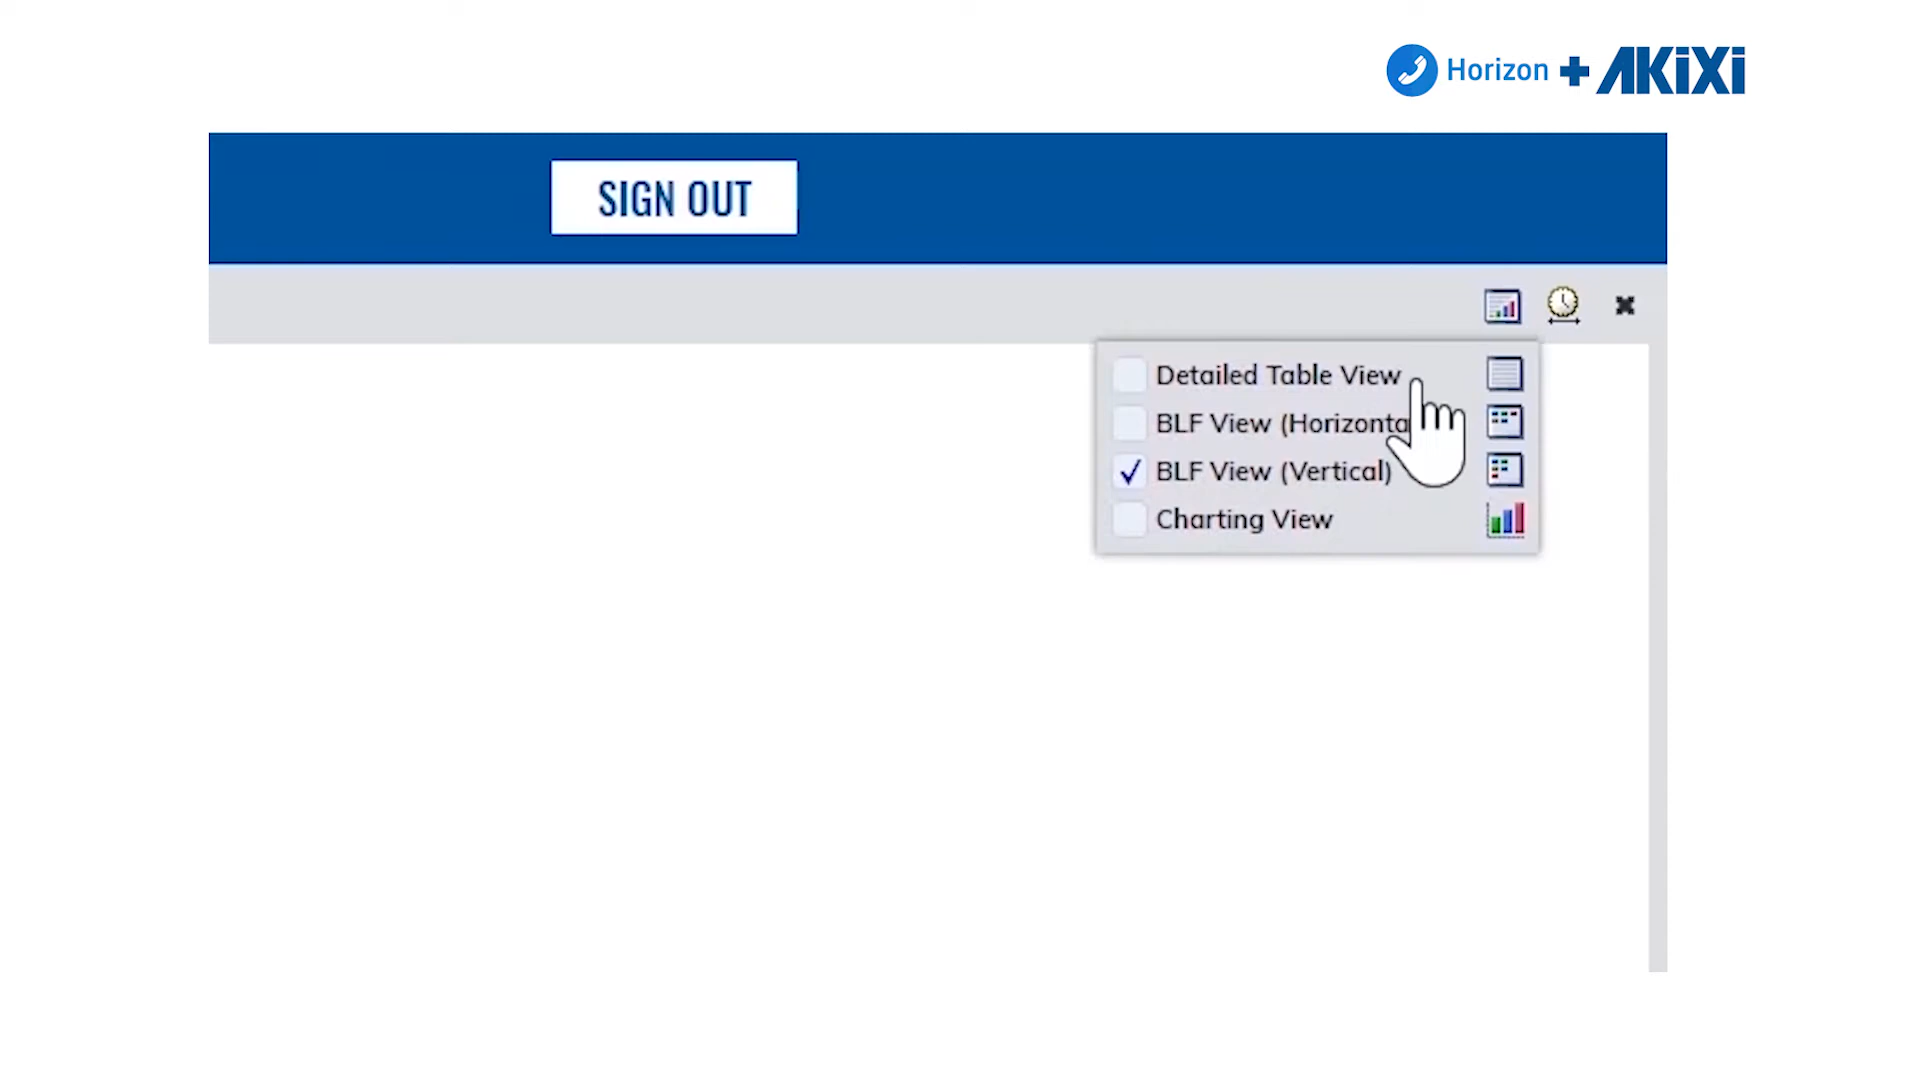 Horizon + AKiXi
SIGN OUT
Detailed Table View
BLF View (Horizonta
BLF View (Vertical)
Charting View